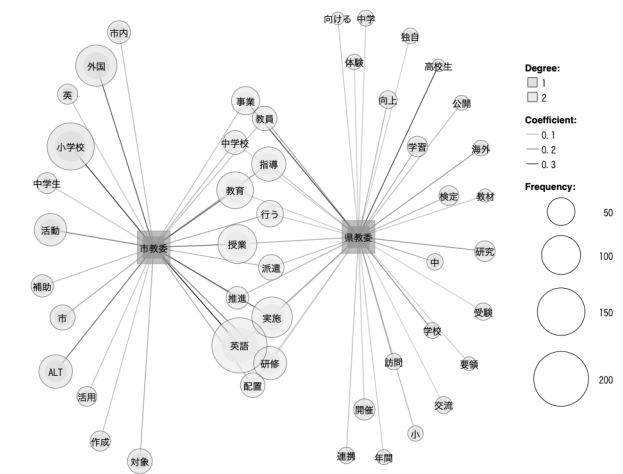 向ける
中学
市内
独自
体験
高校生
外国
英
事業
向上
公開
教員
小学校
中学校
学習
海外
指導
中学生
教育
検定
教材
行う
活動
授業
市教委
県教委
研究
派遣
中
補助
推進
市
実施
受験
学校
英語
研修
訪問
要領
ALT
配置
活用
開催
交流
作成
小
対象
連携
年間
Degree:
1
2
Coefficient:
0. 1
0. 2
0. 3
Frequency:
50
100
150
200